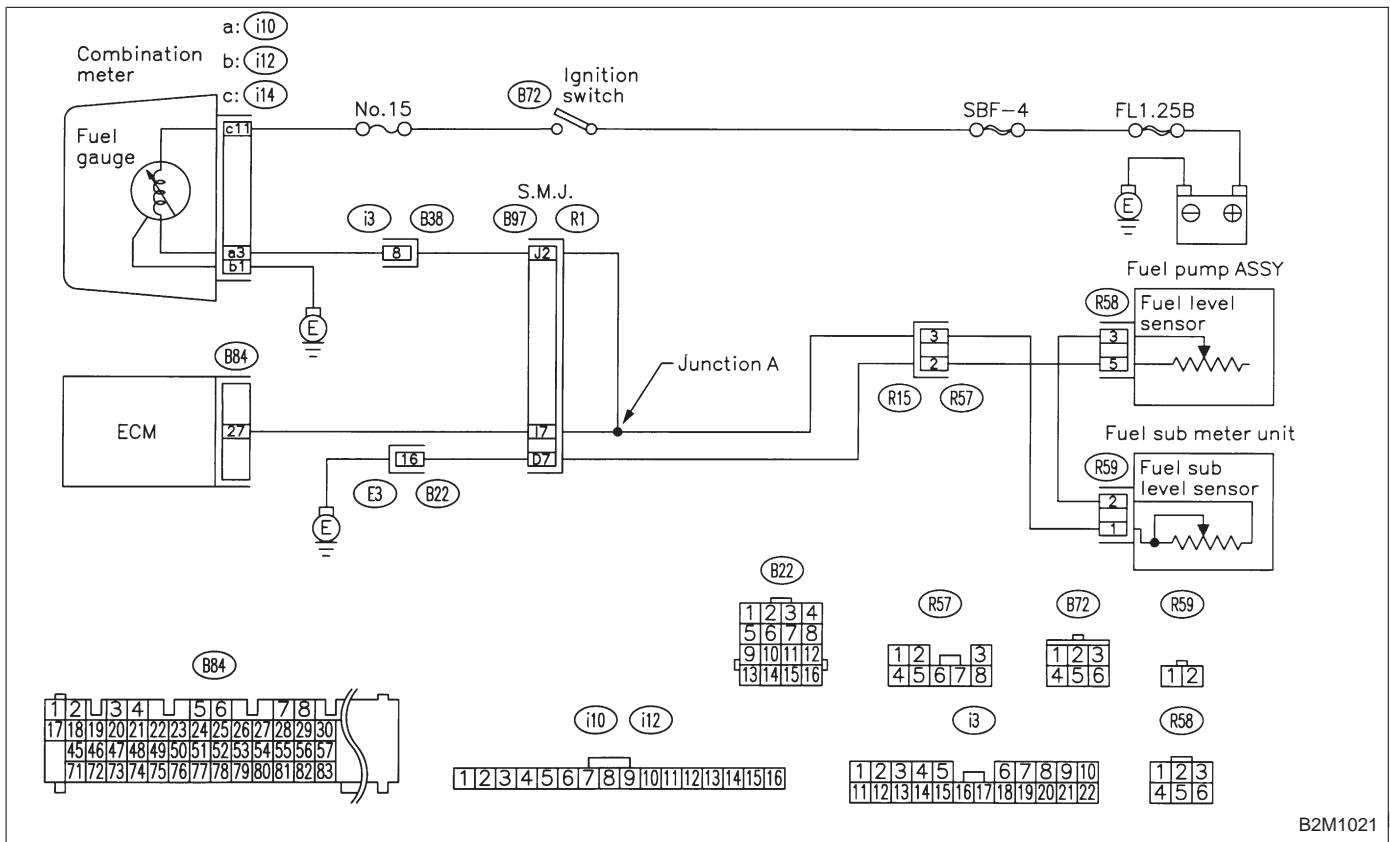 a: i10
Combination
meter
b: i12
c: i14
Fuel
gauge
c11
No.15
B72
Ignition
switch
SBF-4
FL1.25B
E
⊖ ⊕
S.M.J.
i3 B38 B97 R1
a3
b1
8
J2
E
Fuel pump ASSY
R58
Fuel level
sensor
3
5
3
2
Junction A
R15 R57
B84
ECM
27
I7
16
D7
E3 B22
E
Fuel sub meter unit
R59
Fuel sub
level sensor
2
1
B22
1 2 3 4
5 6 7 8
9 10 11 12
13 14 15 16
R57
1 2 3
4 5 6 7 8
B72
1 2 3
4 5 6
R59
1 2
B84
1 2 3 4 5 6 7 8
17 18 19 20 21 22 23 24 25 26 27 28 29 30
45 46 47 48 49 50 51 52 53 54 55 56 57
71 72 73 74 75 76 77 78 79 80 81 82 83
i10 i12
1 2 3 4 5 6 7 8 9 10 11 12 13 14 15 16
i3
1 2 3 4 5 6 7 8 9 10
11 12 13 14 15 16 17 18 19 20 21 22
R58
1 2 3
4 5 6
B2M1021